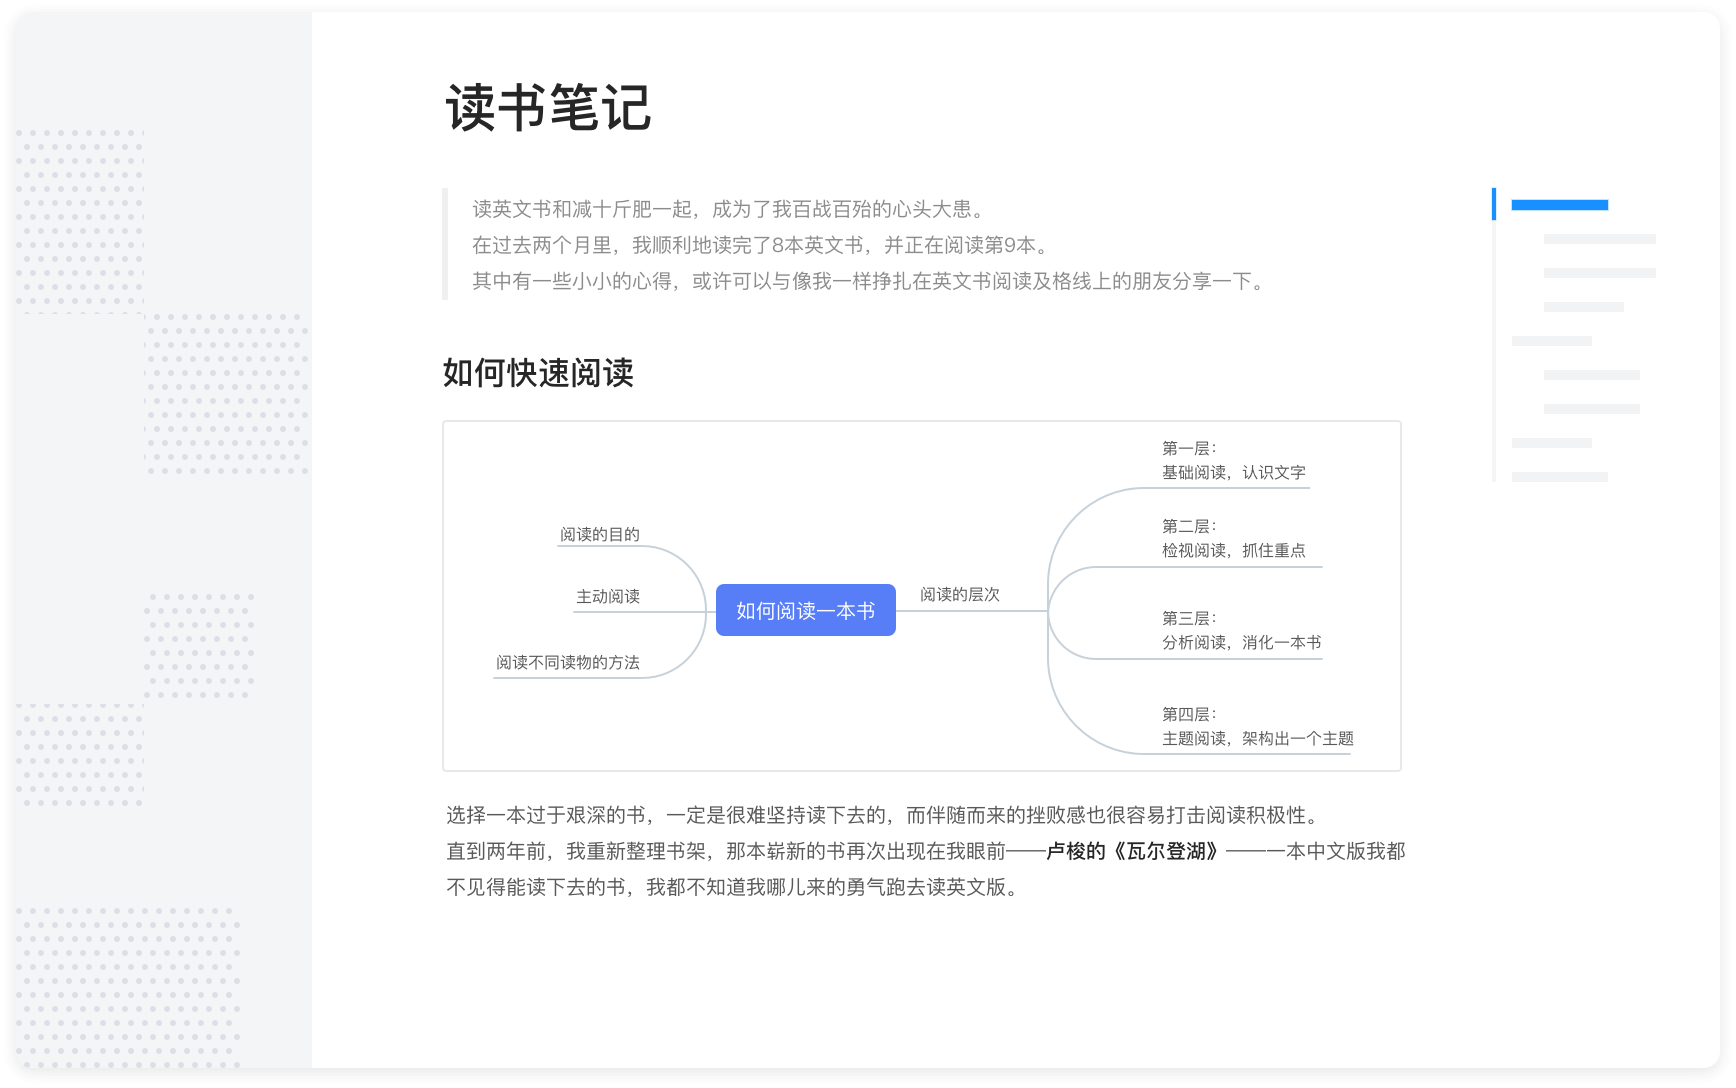 读书笔记
读英文书和减十斤肥一起，成为了我百战百殆的心头大患。
在过去两个月里，我顺利地读完了8本英文书，并正在阅读第9本。
其中有一些小小的心得，或许可以与像我一样挣扎在英文书阅读及格线上的朋友分享一下。
如何快速阅读
阅读的目的
主动阅读
阅读不同读物的方法
如何阅读一本书
阅读的层次
第一层：
基础阅读，认识文字
第二层：
检视阅读，抓住重点
第三层：
分析阅读，消化一本书
第四层：
主题阅读，架构出一个主题
选择一本过于艰深的书，一定是很难坚持读下去的，而伴随而来的挫败感也很容易打击阅读积极性。
直到两年前，我重新整理书架，那本崭新的书再次出现在我眼前——卢梭的《瓦尔登湖》——一本中文版我都
不见得能读下去的书，我都不知道我哪儿来的勇气跑去读英文版。